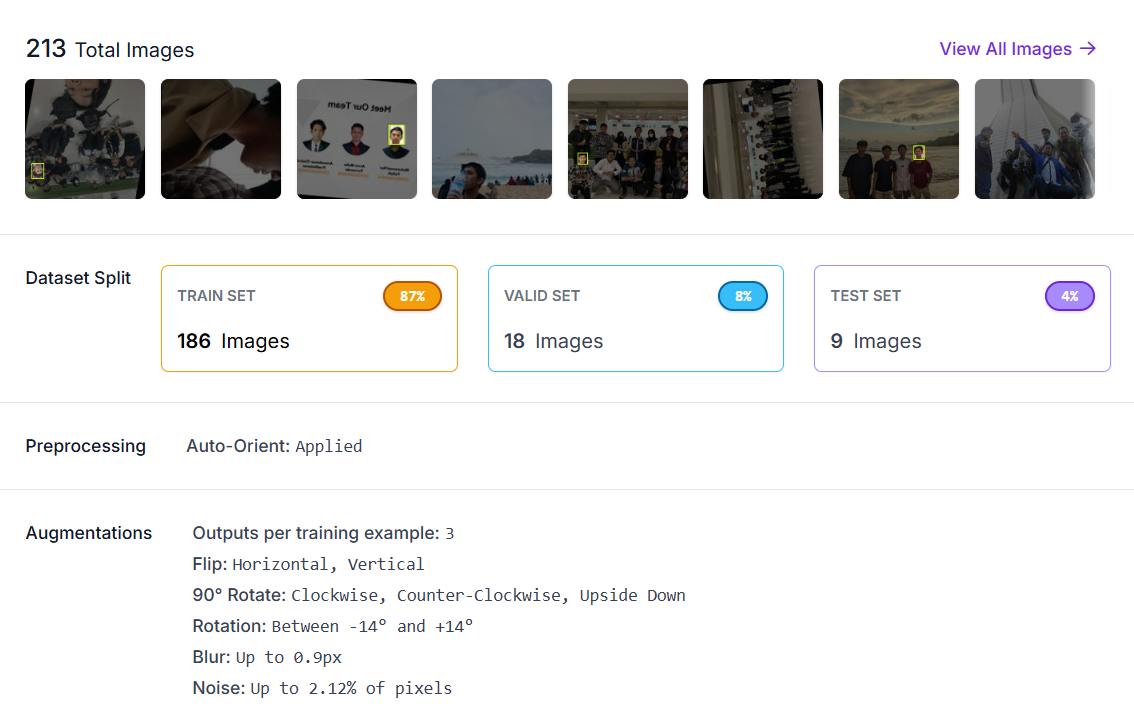 213 Total Images
View All Images →
Meet Our Team
Dataset Split
TRAIN SET
87%
186 Images
VALID SET
8%
18 Images
TEST SET
4%
9 Images
Preprocessing
Auto-Orient: Applied
Augmentations
Outputs per training example: 3
Flip: Horizontal, Vertical
90° Rotate: Clockwise, Counter-Clockwise, Upside Down
Rotation: Between -14° and +14°
Blur: Up to 0.9px
Noise: Up to 2.12% of pixels